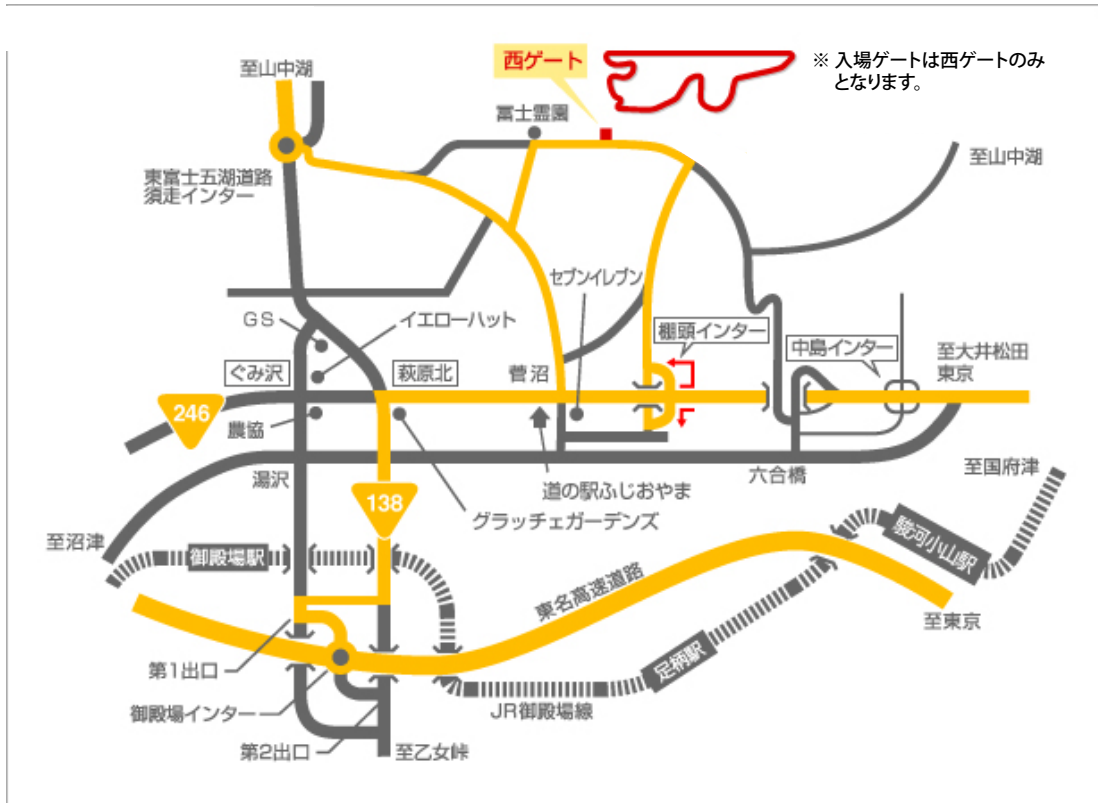 至山中湖
西ゲート
※ 入場ゲートは西ゲートのみ
となります。
冨士霊園
至山中湖
東富士五湖道路
須走インター
セブンイレブン
GS
イエローハット
棚頭インター
中島インター
至大井松田
東京
ぐみ沢
萩原北
菅沼
246
農協
湯沢
138
道の駅ふじおやま
グラッチェガーデンズ
六合橋
至国府津
至沼津
御殿場駅
駿河小山駅
東名高速道路
至東京
第1出口
足柄駅
御殿場インター
JR御殿場線
第2出口
至乙女峠